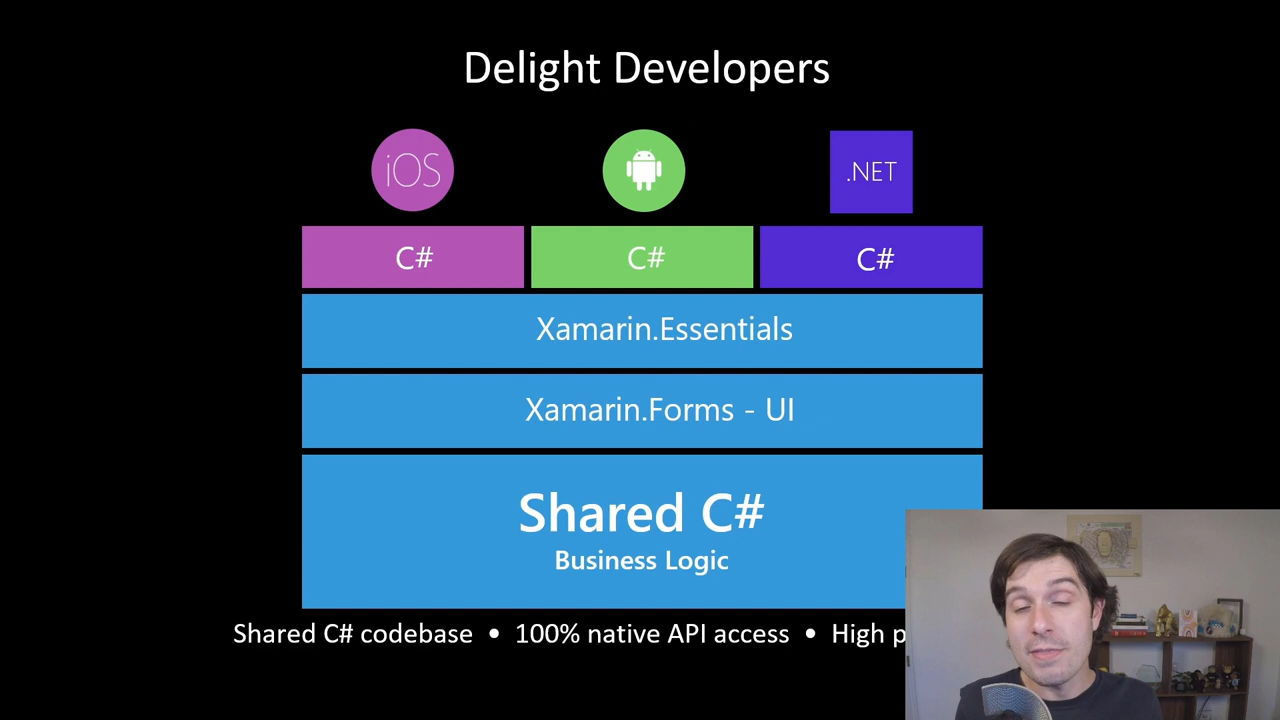 Delight Developers
iOS
.NET
C#
C#
C#
Xamarin.Essentials
Xamarin.Forms - UI
Shared C#
Business Logic
Shared C# codebase • 100% native API access • High